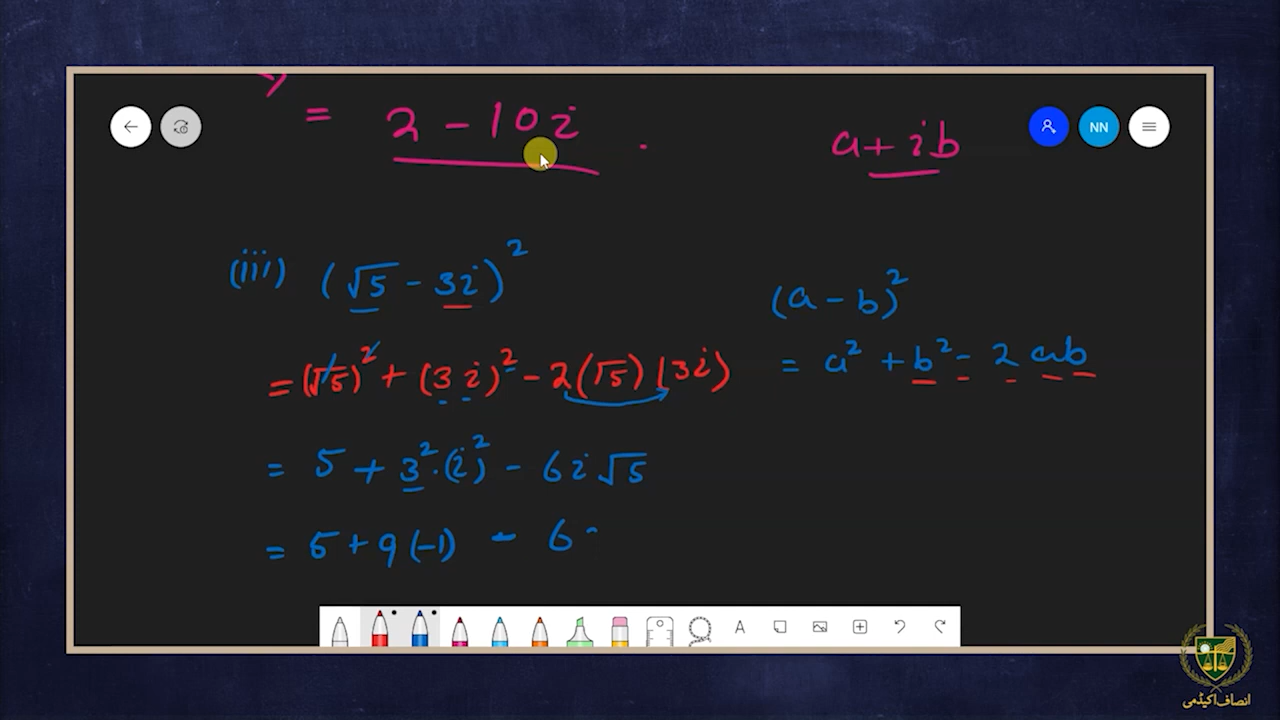 = 2 - 10i .
a + ib
NN
(iii) (√5 - 3i)²
(a - b)²
= a² + b² - 2ab
= (√5)² + (3i)² - 2(√5)(3i)
= 5 + 3².(i)² - 6i√5
= 5 + 9(-1) - 6
A
انصاف اکیڈمی